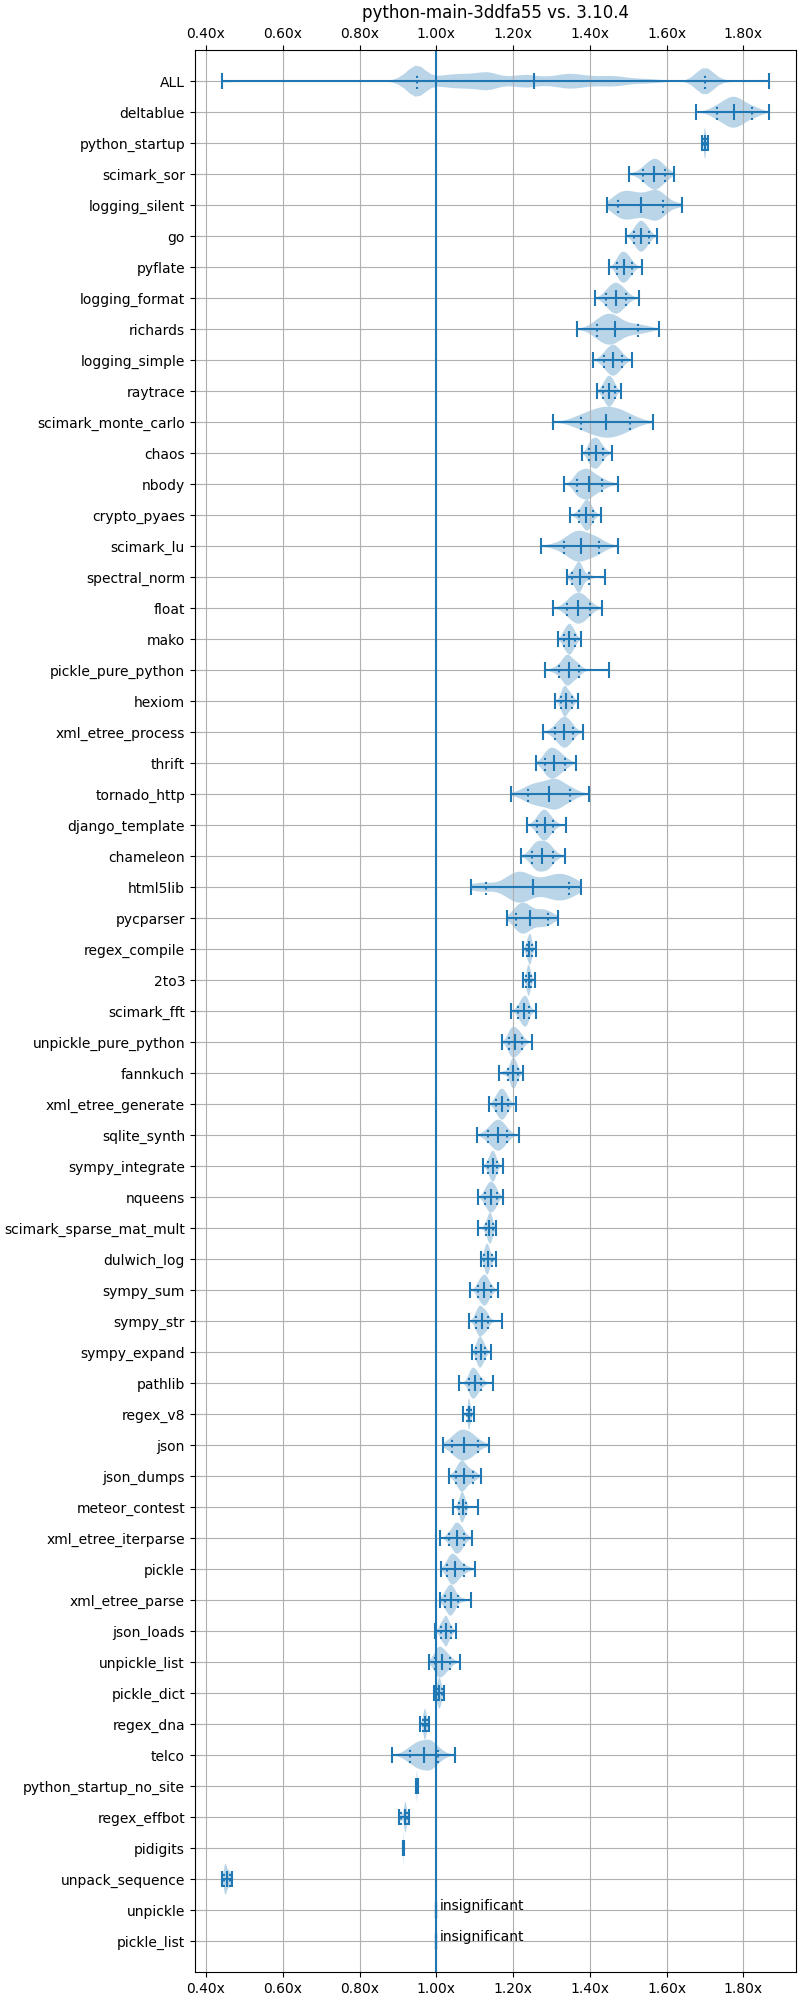 python-main-3ddfa55 vs. 3.10.4
0.40x 0.60x 0.80x 1.00x 1.20x 1.40x 1.60x 1.80x
ALL
deltablue
python_startup
scimark_sor
logging_silent
go
pyflate
logging_format
richards
logging_simple
raytrace
scimark_monte_carlo
chaos
nbody
crypto_pyaes
scimark_lu
spectral_norm
float
mako
pickle_pure_python
hexiom
xml_etree_process
thrift
tornado_http
django_template
chameleon
html5lib
pycparser
regex_compile
2to3
scimark_fft
unpickle_pure_python
fannkuch
xml_etree_generate
sqlite_synth
sympy_integrate
nqueens
scimark_sparse_mat_mult
dulwich_log
sympy_sum
sympy_str
sympy_expand
pathlib
regex_v8
json
json_dumps
meteor_contest
xml_etree_iterparse
pickle
xml_etree_parse
json_loads
unpickle_list
pickle_dict
regex_dna
telco
python_startup_no_site
regex_effbot
pidigits
unpack_sequence
unpickle insignificant
pickle_list insignificant
0.40x 0.60x 0.80x 1.00x 1.20x 1.40x 1.60x 1.80x